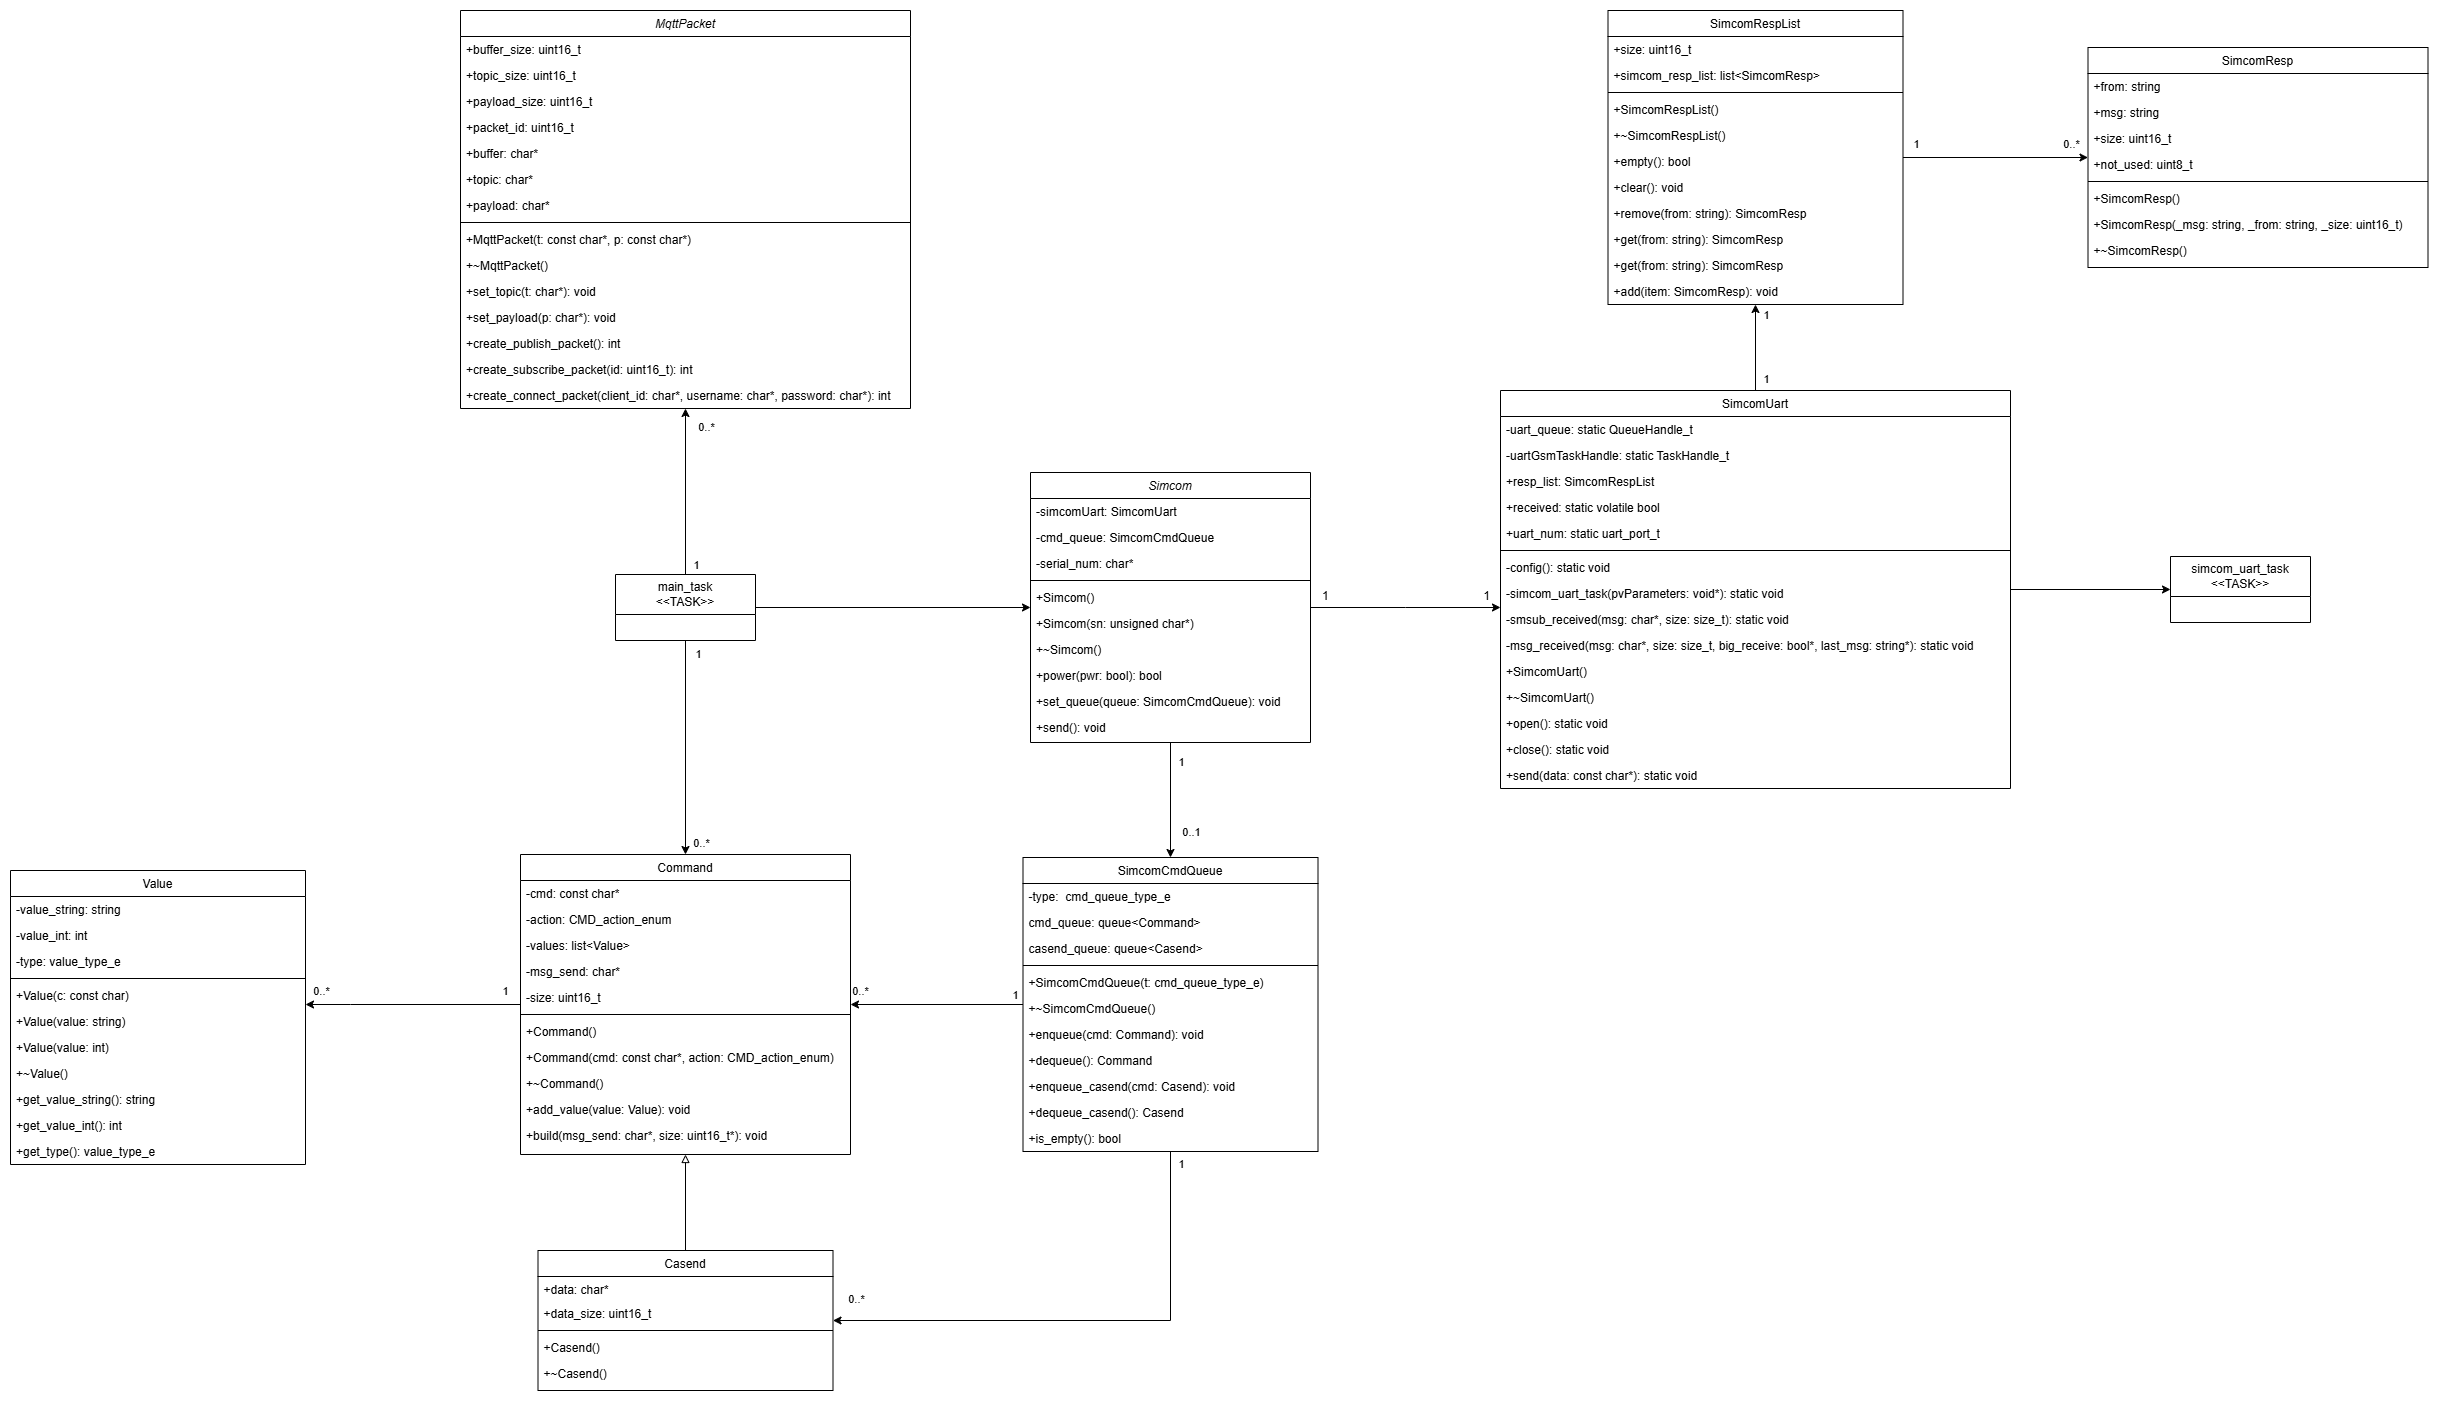 MqttPacket
+buffer_size: uint16_t
+topic_size: uint16_t
+payload_size: uint16_t
+packet_id: uint16_t
+buffer: char*
+topic: char*
+payload: char*
+MqttPacket(t: const char*, p: const char*)
+~MqttPacket()
+set_topic(t: char*): void
+set_payload(p: char*): void
+create_publish_packet(): int
+create_subscribe_packet(id: uint16_t): int
+create_connect_packet(client_id: char*, username: char*, password: char*): int
0..*
1
main_task
<<TASK>>
1
0..*
SimcomRespList
+size: uint16_t
+simcom_resp_list: list<SimcomResp>
+SimcomRespList()
+~SimcomRespList()
+empty(): bool
+clear(): void
+remove(from: string): SimcomResp
+get(from: string): SimcomResp
+get(from: string): SimcomResp
+add(item: SimcomResp): void
1
0..*
SimcomResp
+from: string
+msg: string
+size: uint16_t
+not_used: uint8_t
+SimcomResp()
+SimcomResp(_msg: string, _from: string, _size: uint16_t)
+~SimcomResp()
1
1
Simcom
-simcomUart: SimcomUart
-cmd_queue: SimcomCmdQueue
-serial_num: char*
+Simcom()
+Simcom(sn: unsigned char*)
+~Simcom()
+power(pwr: bool): bool
+set_queue(queue: SimcomCmdQueue): void
+send(): void
1
1
1
0..1
SimcomUart
-uart_queue: static QueueHandle_t
-uartGsmTaskHandle: static TaskHandle_t
+resp_list: SimcomRespList
+received: static volatile bool
+uart_num: static uart_port_t
-config(): static void
-simcom_uart_task(pvParameters: void*): static void
-smsub_received(msg: char*, size: size_t): static void
-msg_received(msg: char*, size: size_t, big_receive: bool*, last_msg: string*): static void
+SimcomUart()
+~SimcomUart()
+open(): static void
+close(): static void
+send(data: const char*): static void
simcom_uart_task
<<TASK>>
Value
-value_string: string
-value_int: int
-type: value_type_e
+Value(c: const char)
+Value(value: string)
+Value(value: int)
+~Value()
+get_value_string(): string
+get_value_int(): int
+get_type(): value_type_e
0..*
1
Command
-cmd: const char*
-action: CMD_action_enum
-values: list<Value>
-msg_send: char*
-size: uint16_t
+Command()
+Command(cmd: const char*, action: CMD_action_enum)
+~Command()
+add_value(value: Value): void
+build(msg_send: char*, size: uint16_t*): void
0..*
1
SimcomCmdQueue
-type:  cmd_queue_type_e
cmd_queue: queue<Command>
casend_queue: queue<Casend>
+SimcomCmdQueue(t: cmd_queue_type_e)
+~SimcomCmdQueue()
+enqueue(cmd: Command): void
+dequeue(): Command
+enqueue_casend(cmd: Casend): void
+dequeue_casend(): Casend
+is_empty(): bool
1
0..*
Casend
+data: char*
+data_size: uint16_t
+Casend()
+~Casend()